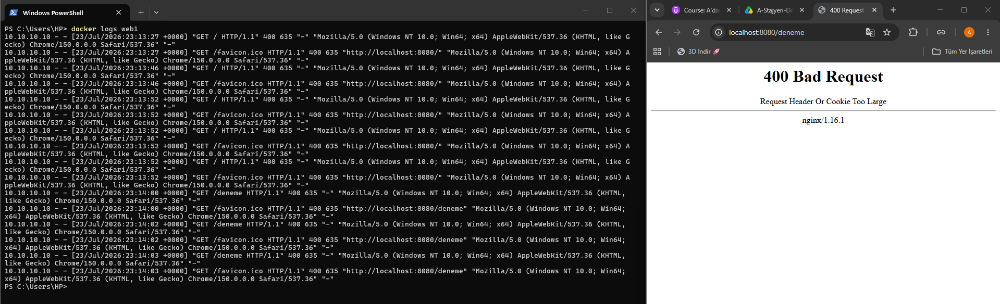 Windows PowerShell
PS C:\Users\HP> docker logs web1
10.10.10.10 - - [23/Jul/2026:23:13:27 +0000] "GET / HTTP/1.1" 400 635 "-" "Mozilla/5.0 (Windows NT 10.0; Win64; x64) AppleWebKit/537.36 (KHTML, like G
ecko) Chrome/150.0.0.0 Safari/537.36" "-"
10.10.10.10 - - [23/Jul/2026:23:13:27 +0000] "GET /favicon.ico HTTP/1.1" 400 635 "http://localhost:8080/" "Mozilla/5.0 (Windows NT 10.0; Win64; x64) A
ppleWebKit/537.36 (KHTML, like Gecko) Chrome/150.0.0.0 Safari/537.36" "-"
10.10.10.10 - - [23/Jul/2026:23:13:46 +0000] "GET / HTTP/1.1" 400 635 "-" "Mozilla/5.0 (Windows NT 10.0; Win64; x64) AppleWebKit/537.36 (KHTML, like G
ecko) Chrome/150.0.0.0 Safari/537.36" "-"
10.10.10.10 - - [23/Jul/2026:23:13:46 +0000] "GET /favicon.ico HTTP/1.1" 400 635 "http://localhost:8080/" "Mozilla/5.0 (Windows NT 10.0; Win64; x64) A
ppleWebKit/537.36 (KHTML, like Gecko) Chrome/150.0.0.0 Safari/537.36" "-"
10.10.10.10 - - [23/Jul/2026:23:13:52 +0000] "GET / HTTP/1.1" 400 635 "-" "Mozilla/5.0 (Windows NT 10.0; Win64; x64) AppleWebKit/537.36 (KHTML, like G
ecko) Chrome/150.0.0.0 Safari/537.36" "-"
10.10.10.10 - - [23/Jul/2026:23:13:52 +0000] "GET /favicon.ico HTTP/1.1" 400 635 "http://localhost:8080/" "Mozilla/5.0 (Windows NT 10.0; Win64; x64) A
ppleWebKit/537.36 (KHTML, like Gecko) Chrome/150.0.0.0 Safari/537.36" "-"
10.10.10.10 - - [23/Jul/2026:23:13:52 +0000] "GET / HTTP/1.1" 400 635 "-" "Mozilla/5.0 (Windows NT 10.0; Win64; x64) AppleWebKit/537.36 (KHTML, like G
ecko) Chrome/150.0.0.0 Safari/537.36" "-"
10.10.10.10 - - [23/Jul/2026:23:13:52 +0000] "GET /favicon.ico HTTP/1.1" 400 635 "http://localhost:8080/" "Mozilla/5.0 (Windows NT 10.0; Win64; x64) A
ppleWebKit/537.36 (KHTML, like Gecko) Chrome/150.0.0.0 Safari/537.36" "-"
10.10.10.10 - - [23/Jul/2026:23:13:52 +0000] "GET / HTTP/1.1" 400 635 "-" "Mozilla/5.0 (Windows NT 10.0; Win64; x64) AppleWebKit/537.36 (KHTML, like G
ecko) Chrome/150.0.0.0 Safari/537.36" "-"
10.10.10.10 - - [23/Jul/2026:23:13:52 +0000] "GET /favicon.ico HTTP/1.1" 400 635 "http://localhost:8080/" "Mozilla/5.0 (Windows NT 10.0; Win64; x64) A
ppleWebKit/537.36 (KHTML, like Gecko) Chrome/150.0.0.0 Safari/537.36" "-"
10.10.10.10 - - [23/Jul/2026:23:14:00 +0000] "GET /deneme HTTP/1.1" 400 635 "-" "Mozilla/5.0 (Windows NT 10.0; Win64; x64) AppleWebKit/537.36 (KHTML,
like Gecko) Chrome/150.0.0.0 Safari/537.36" "-"
10.10.10.10 - - [23/Jul/2026:23:14:00 +0000] "GET /favicon.ico HTTP/1.1" 400 635 "http://localhost:8080/deneme" "Mozilla/5.0 (Windows NT 10.0; Win64;
x64) AppleWebKit/537.36 (KHTML, like Gecko) Chrome/150.0.0.0 Safari/537.36" "-"
10.10.10.10 - - [23/Jul/2026:23:14:02 +0000] "GET /deneme HTTP/1.1" 400 635 "-" "Mozilla/5.0 (Windows NT 10.0; Win64; x64) AppleWebKit/537.36 (KHTML,
like Gecko) Chrome/150.0.0.0 Safari/537.36" "-"
10.10.10.10 - - [23/Jul/2026:23:14:02 +0000] "GET /favicon.ico HTTP/1.1" 400 635 "http://localhost:8080/deneme" "Mozilla/5.0 (Windows NT 10.0; Win64;
x64) AppleWebKit/537.36 (KHTML, like Gecko) Chrome/150.0.0.0 Safari/537.36" "-"
10.10.10.10 - - [23/Jul/2026:23:14:03 +0000] "GET /deneme HTTP/1.1" 400 635 "-" "Mozilla/5.0 (Windows NT 10.0; Win64; x64) AppleWebKit/537.36 (KHTML,
like Gecko) Chrome/150.0.0.0 Safari/537.36" "-"
10.10.10.10 - - [23/Jul/2026:23:14:03 +0000] "GET /favicon.ico HTTP/1.1" 400 635 "http://localhost:8080/deneme" "Mozilla/5.0 (Windows NT 10.0; Win64;
x64) AppleWebKit/537.36 (KHTML, like Gecko) Chrome/150.0.0.0 Safari/537.36" "-"
PS C:\Users\HP>
Course: A'da
A-Stajyeri-De
400 Request
localhost:8080/deneme
A
3D İndir 🚀
Tüm Yer İşaretleri
400 Bad Request
Request Header Or Cookie Too Large
nginx/1.16.1